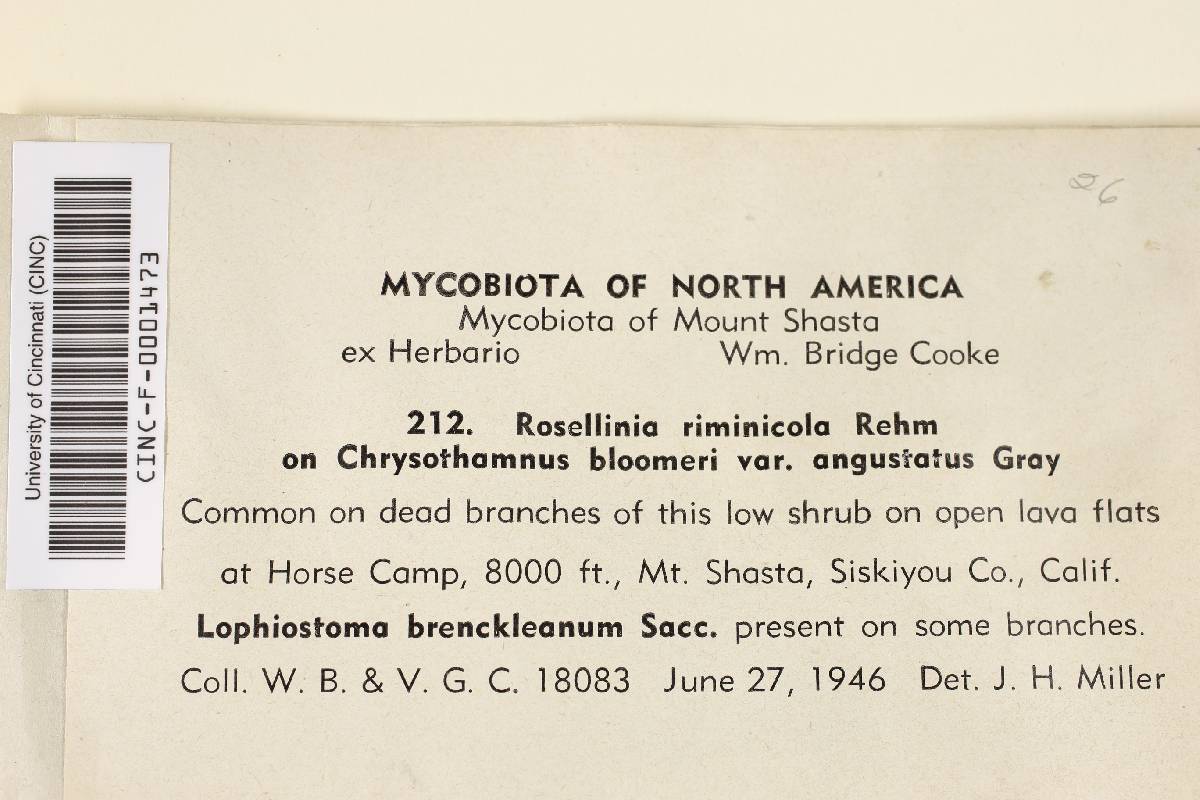 26
University of Cincinnati (CINC)
CINC-F-0001473
MYCOBIOTA OF NORTH AMERICA
Mycobiota of Mount Shasta
ex Herbario Wm. Bridge Cooke
212. Rosellinia riminicola Rehm
on Chrysothamnus bloomeri var. angustatus Gray
Common on dead branches of this low shrub on open lava flats
at Horse Camp, 8000 ft., Mt. Shasta, Siskiyou Co., Calif.
Lophiostoma brenckleanum Sacc. present on some branches.
Coll. W. B. & V. G. C. 18083 June 27, 1946 Det. J. H. Miller